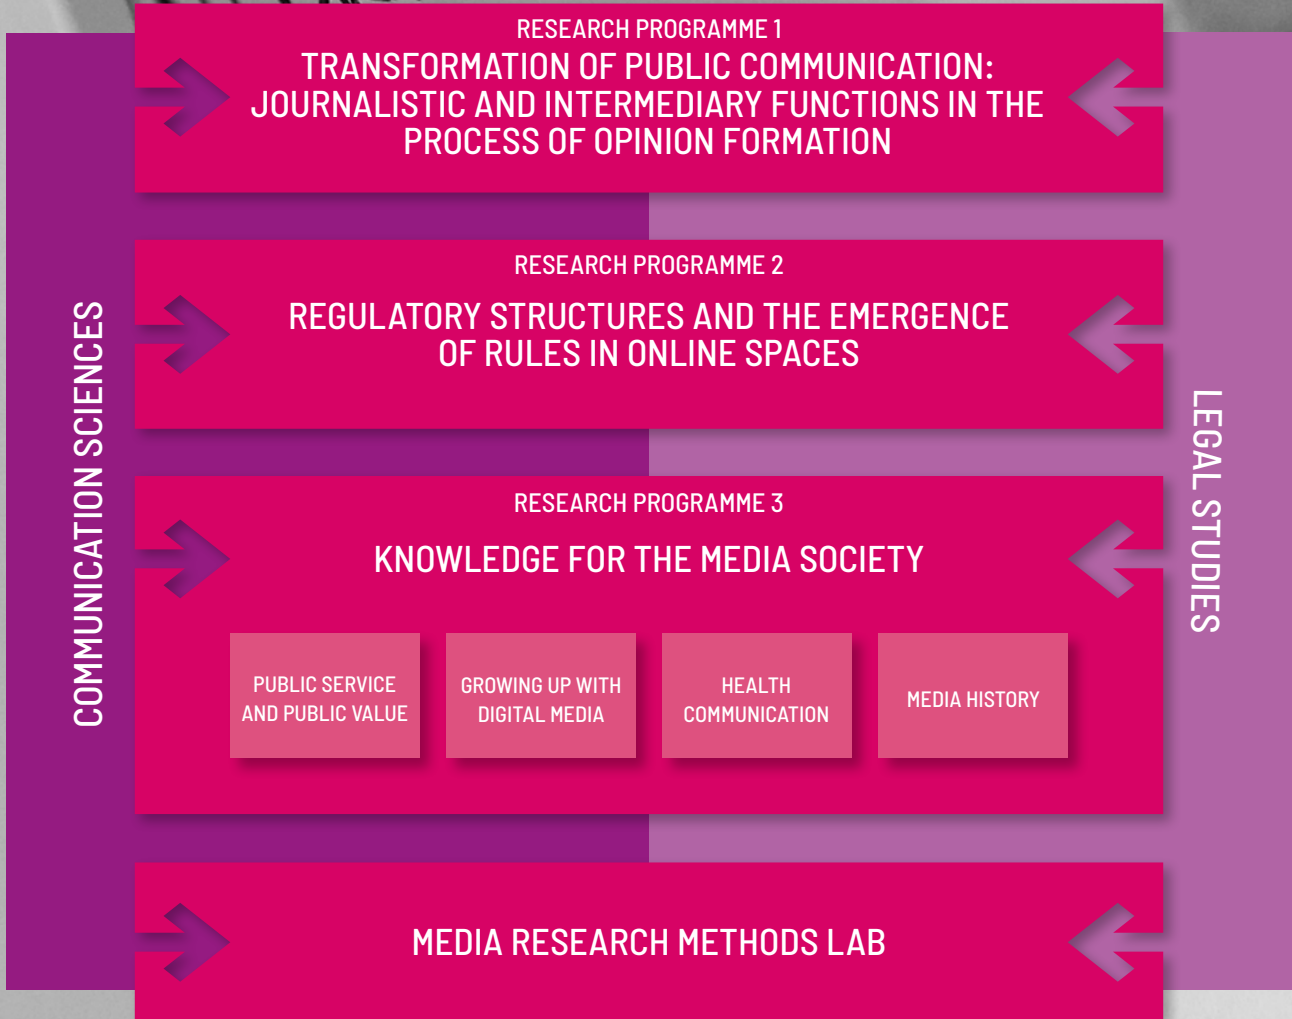 RESEARCH PROGRAMME 1
TRANSFORMATION OF PUBLIC COMMUNICATION:
JOURNALISTIC AND INTERMEDIARY FUNCTIONS IN THE
PROCESS OF OPINION FORMATION
RESEARCH PROGRAMME 2
REGULATORY STRUCTURES AND THE EMERGENCE
OF RULES IN ONLINE SPACES
COMMUNICATION SCIENCES
LEGAL STUDIES
RESEARCH PROGRAMME 3
KNOWLEDGE FOR THE MEDIA SOCIETY
PUBLIC SERVICE
AND PUBLIC VALUE
GROWING UP WITH
DIGITAL MEDIA
HEALTH
COMMUNICATION
MEDIA HISTORY
MEDIA RESEARCH METHODS LAB